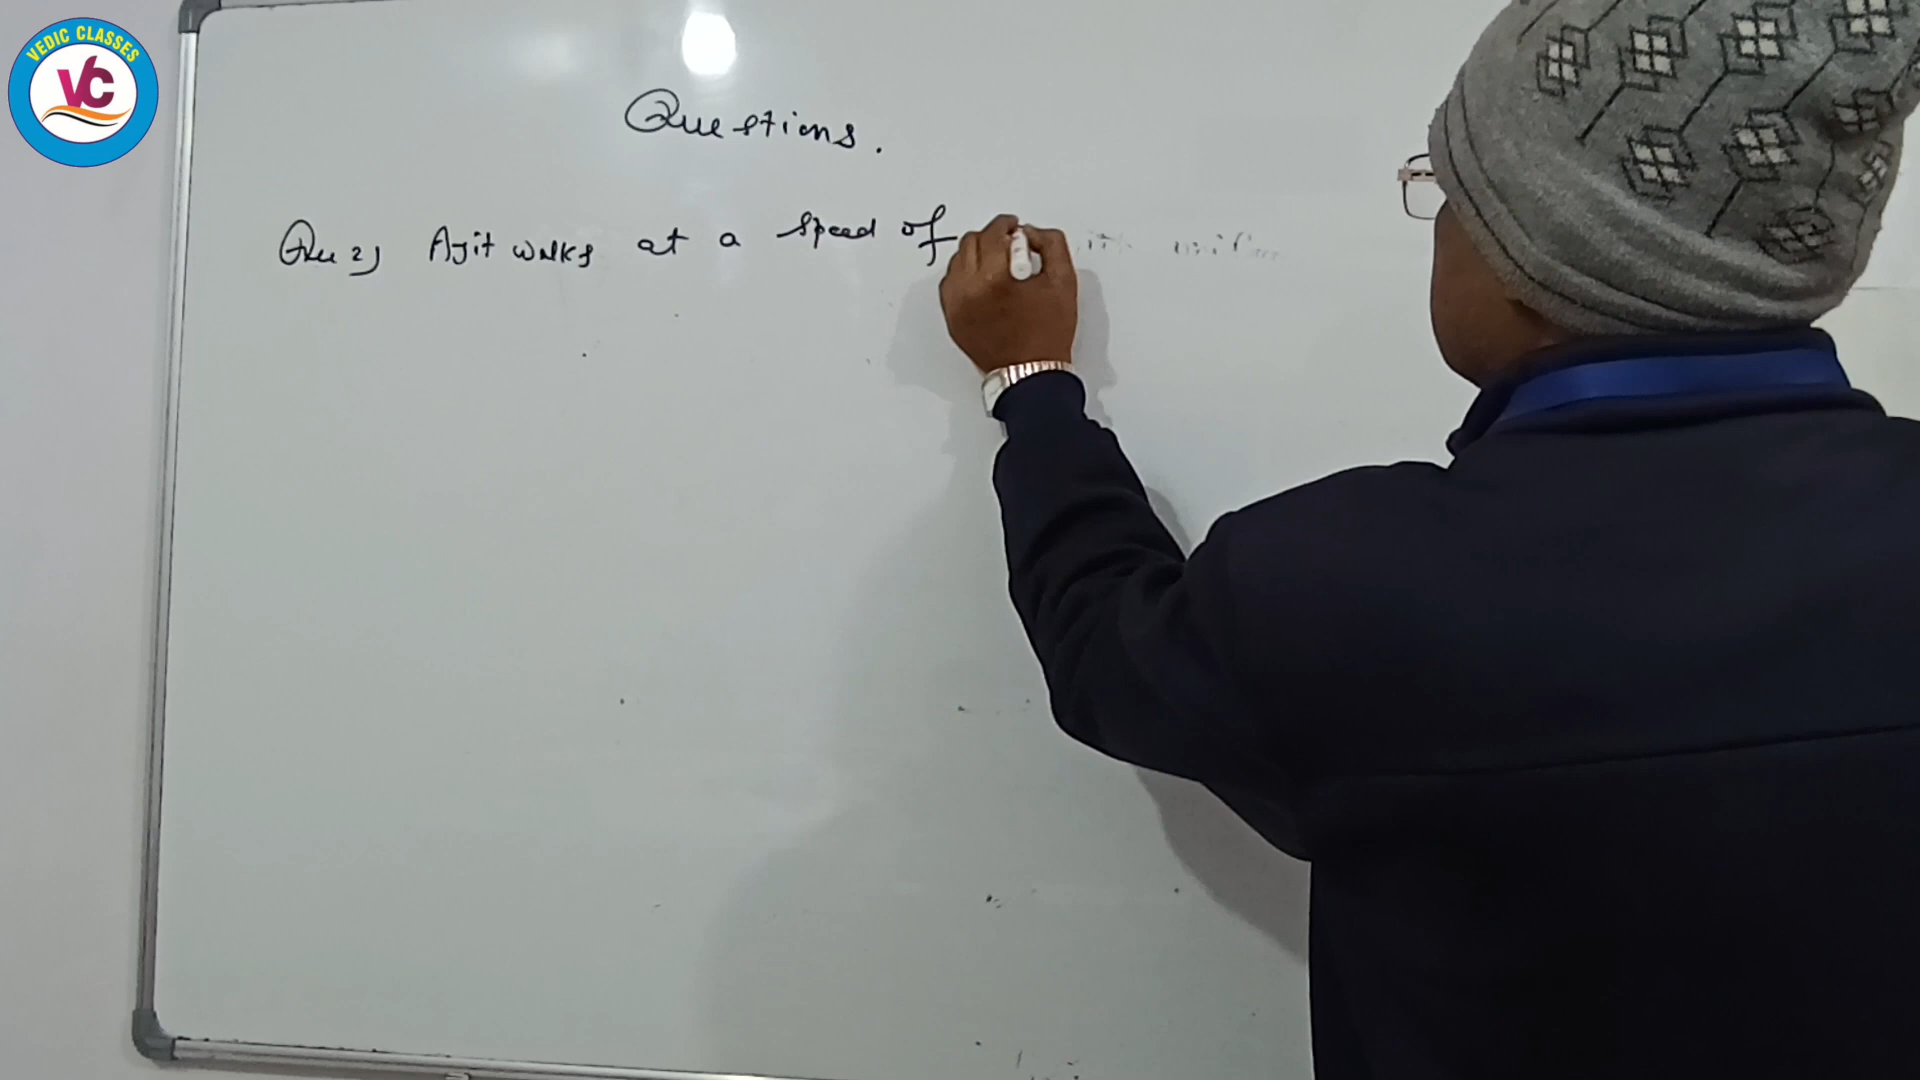 VEDIC CLASSES
VC
Questions.
Que 2) Ajit walks at a speed of